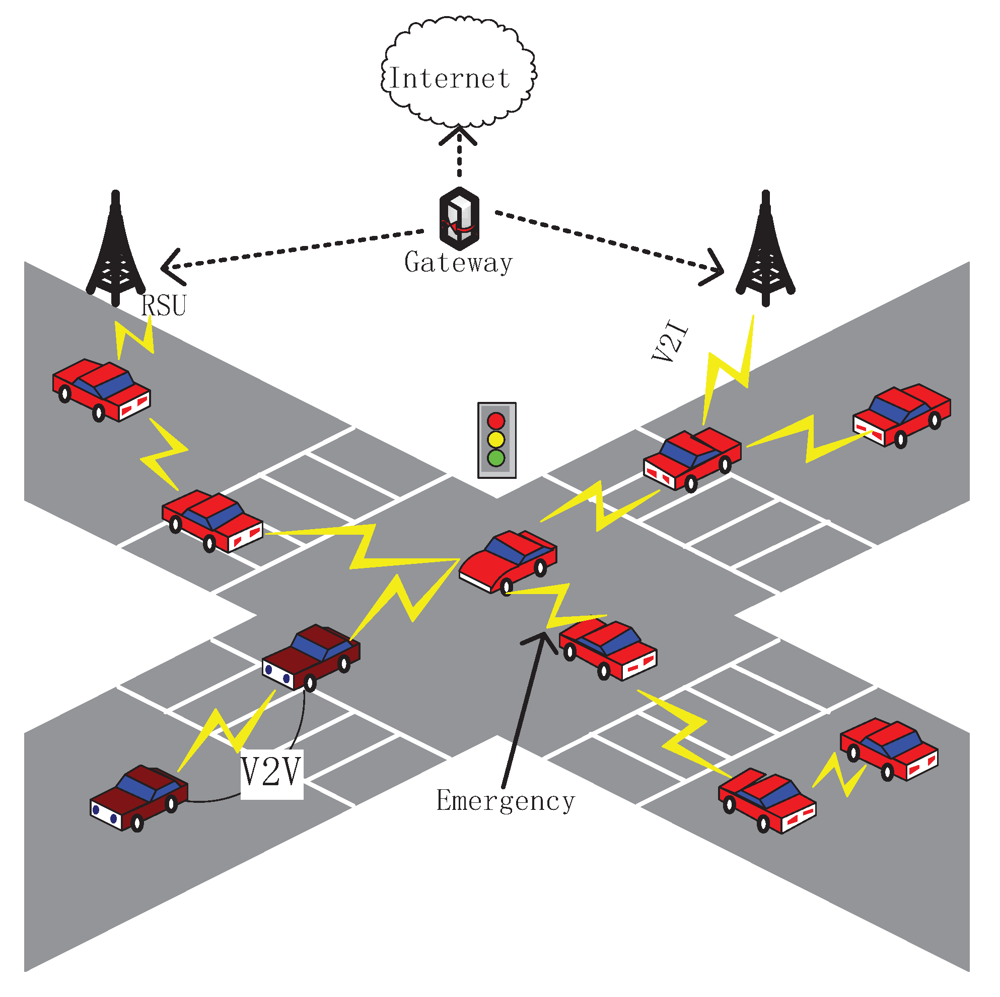 Internet
Gateway
RSU
V2I
V2V
Emergency